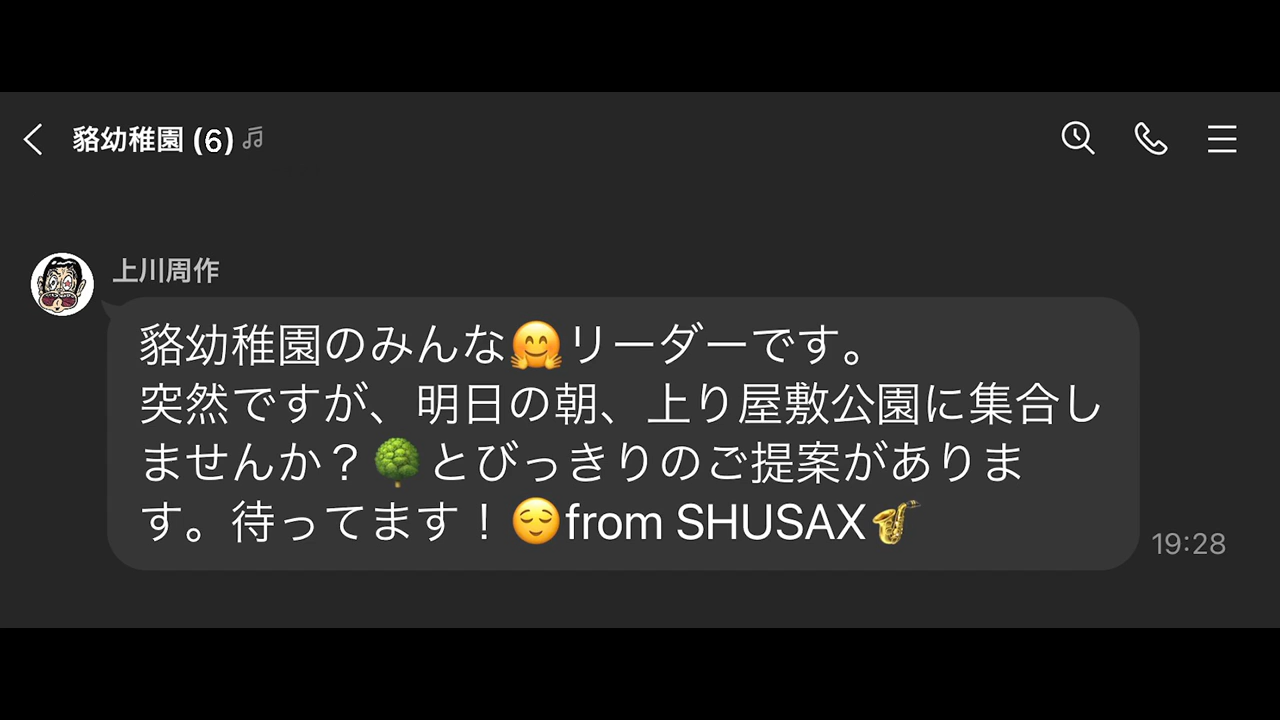 貉幼稚園 (6)
上川周作
貉幼稚園のみんな🤗リーダーです。
突然ですが、明日の朝、上り屋敷公園に集合し
ませんか？🌳とびっきりのご提案がありま
す。待ってます！😌from SHUSAX🎷
19:28